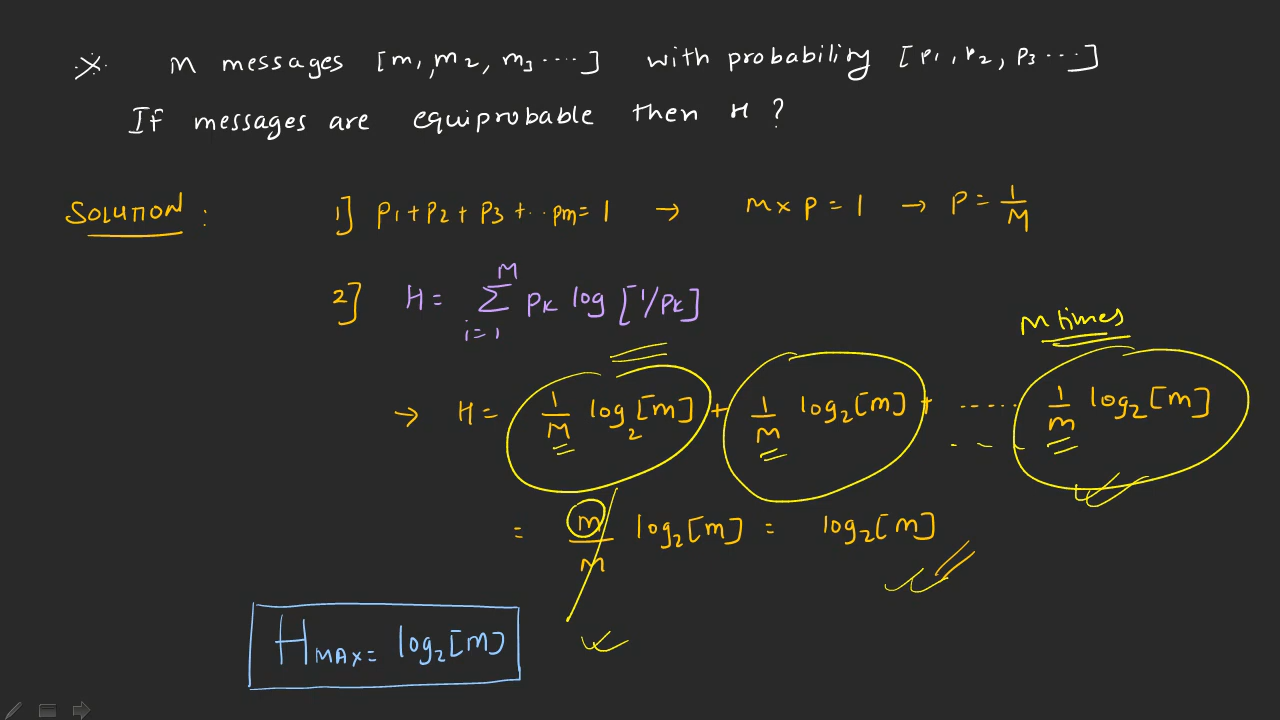 ※ M messages [m1, m2, m3 ....] with probability [p1, p2, p3 ...]
If messages are equiprobable then H ?
SOLUTION : 1] p1 + p2 + p3 + .. pm = 1 → M × P = 1 → P = 1/M
2] H = Σ_{i=1}^{M} pk log [1/pk]
M times
→ H = 1/M log2[m] + 1/m log2[m] + ..... 1/m log2[m]
= m/M log2[m] = log2[m]
HMAX = log2[m]